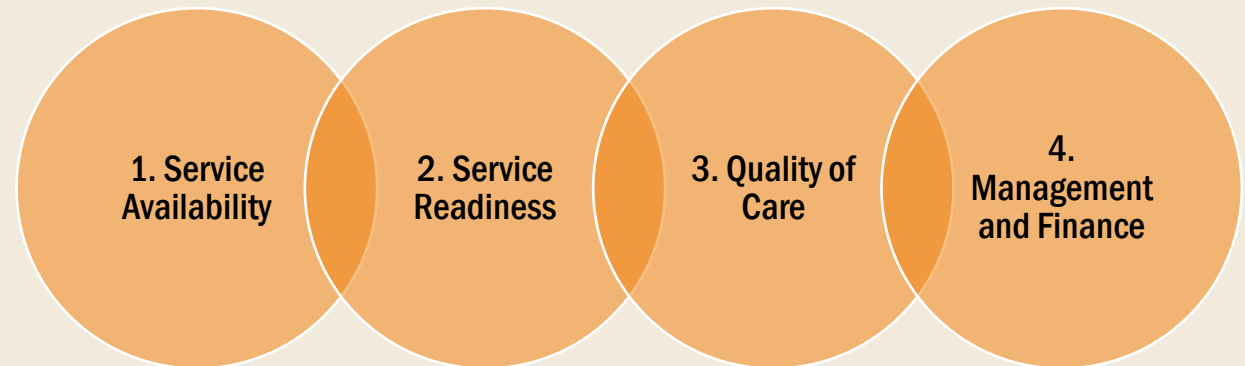 1. Service
Availability
2. Service
Readiness
3. Quality of
Care
4.
Management
and Finance